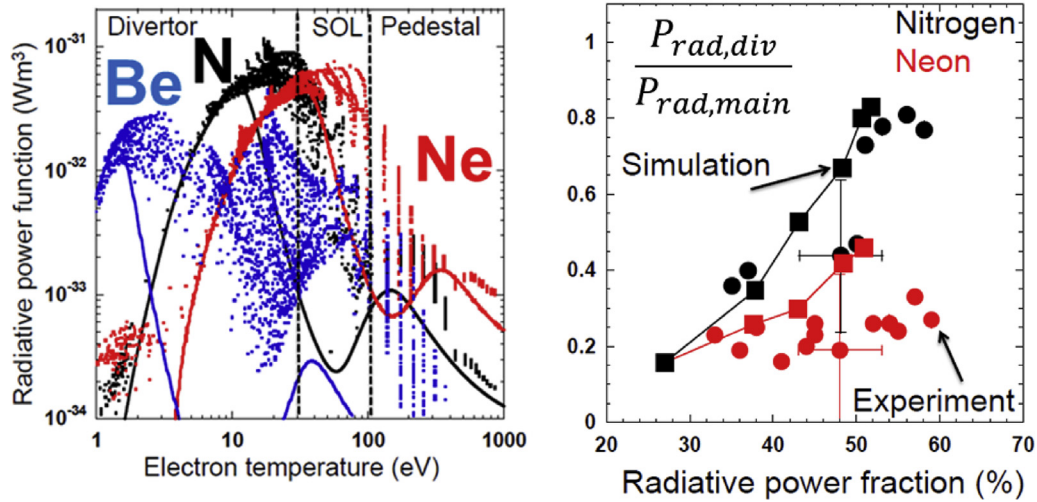 Divertor SOL Pedestal
N
Be
Ne
10⁻³¹
10⁻³²
10⁻³³
10⁻³⁴
Radiative power function (Wm³)
1 10 100 1000
Electron temperature (eV)
Nitrogen
Neon
P_rad,div
P_rad,main
Simulation
Experiment
1
0.8
0.6
0.4
0.2
0
20 30 40 50 60 70
Radiative power fraction (%)